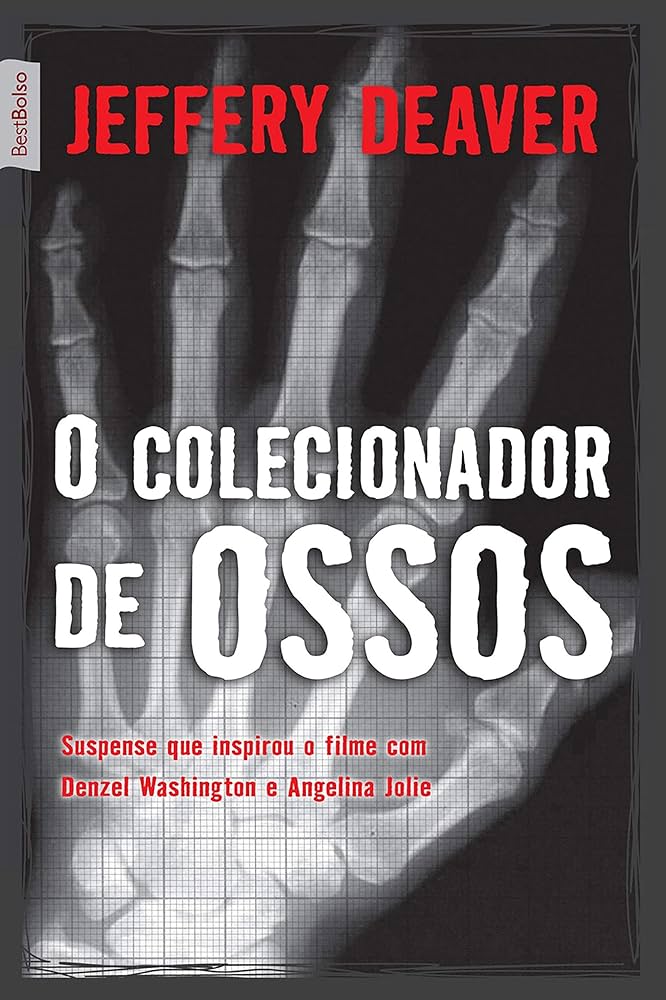 BestBolso
JEFFERY DEAVER
O COLECIONADOR
DE OSSOS
Suspense que inspirou o filme com
Denzel Washington e Angelina Jolie